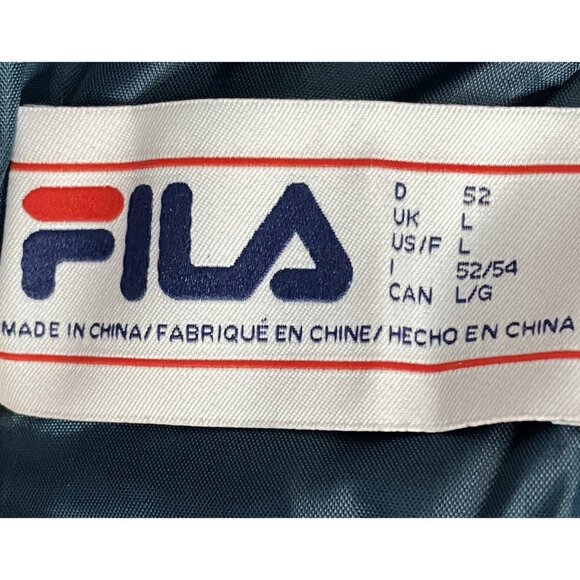 FILA
D 52
UK L
US/F L
I 52/54
CAN L/G
MADE IN CHINA/FABRIQUÉ EN CHINE/HECHO EN CHINA